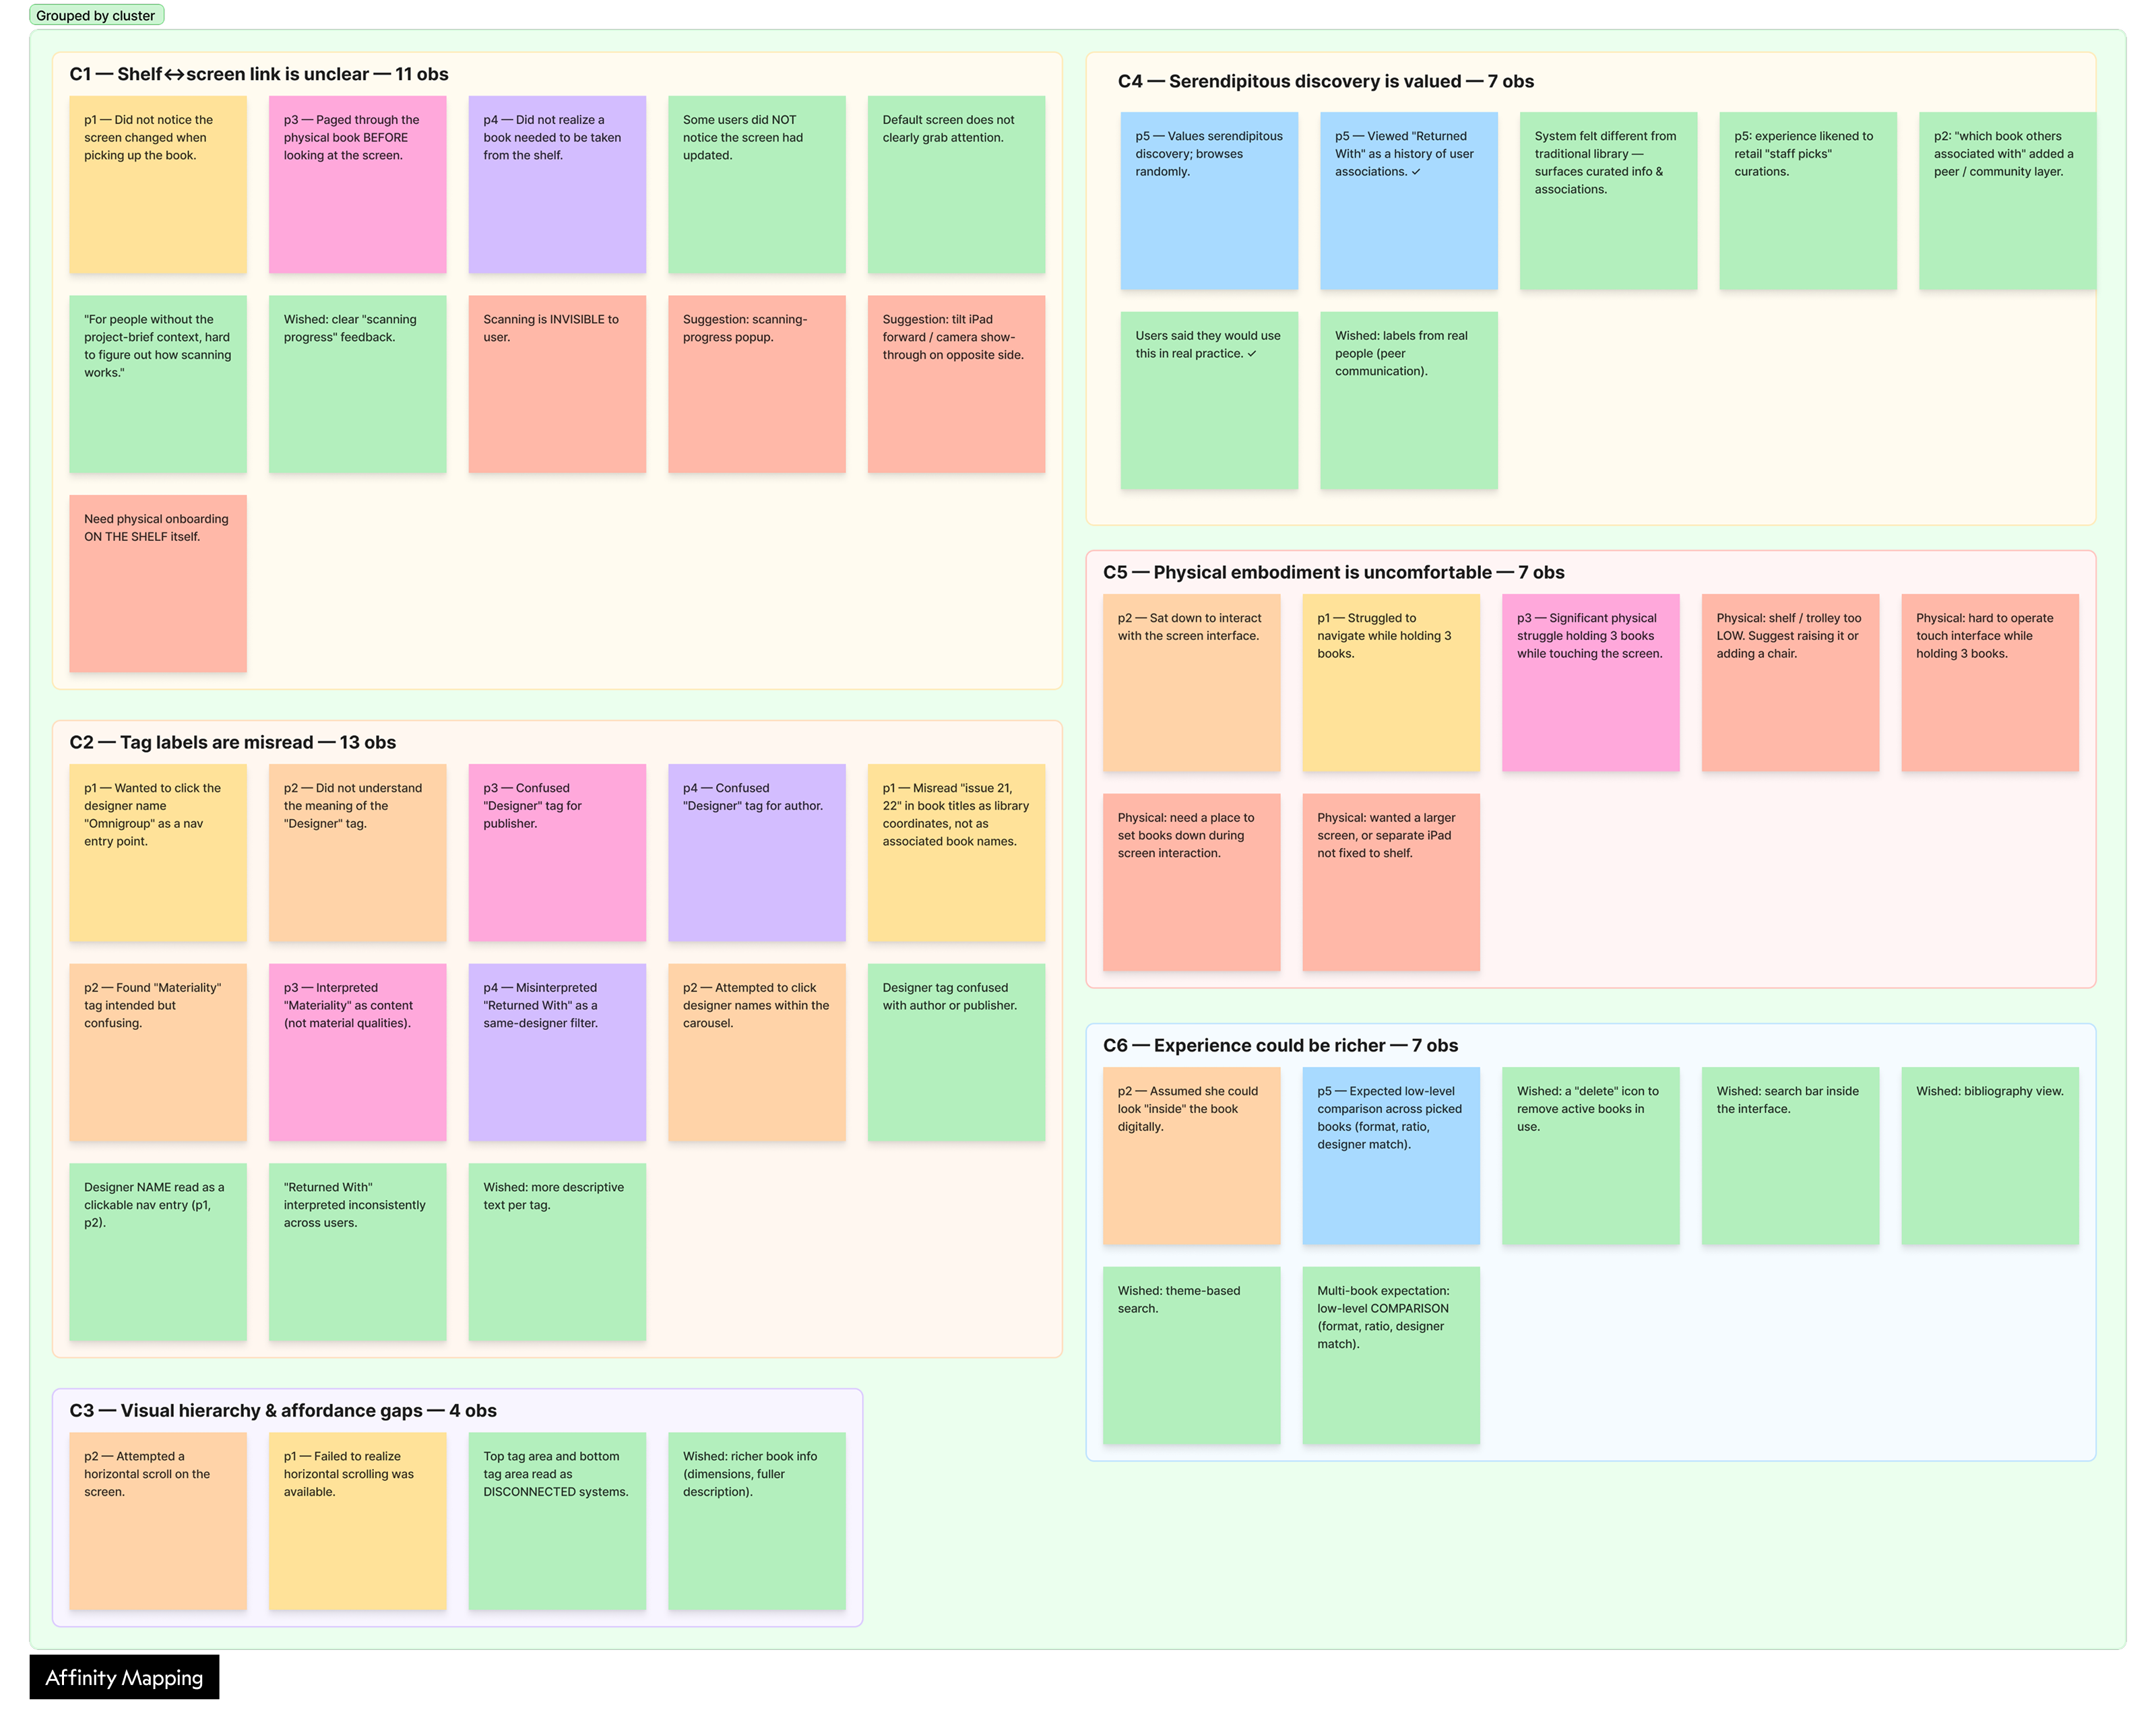 Grouped by cluster
C1 — Shelf↔screen link is unclear — 11 obs
p1 — Did not notice the
screen changed when
picking up the book.
p3 — Paged through the
physical book BEFORE
looking at the screen.
p4 — Did not realize a
book needed to be taken
from the shelf.
Some users did NOT
notice the screen had
updated.
Default screen does not
clearly grab attention.
"For people without the
project-brief context, hard
to figure out how scanning
works."
Wished: clear "scanning
progress" feedback.
Scanning is INVISIBLE to
user.
Suggestion: scanning-
progress popup.
Suggestion: tilt iPad
forward / camera show-
through on opposite side.
Need physical onboarding
ON THE SHELF itself.
C2 — Tag labels are misread — 13 obs
p1 — Wanted to click the
designer name
"Omnigroup" as a nav
entry point.
p2 — Did not understand
the meaning of the
"Designer" tag.
p3 — Confused
"Designer" tag for
publisher.
p4 — Confused
"Designer" tag for author.
p1 — Misread "issue 21,
22" in book titles as library
coordinates, not as
associated book names.
p2 — Found "Materiality"
tag intended but
confusing.
p3 — Interpreted
"Materiality" as content
(not material qualities).
p4 — Misinterpreted
"Returned With" as a
same-designer filter.
p2 — Attempted to click
designer names within the
carousel.
Designer tag confused
with author or publisher.
Designer NAME read as a
clickable nav entry (p1,
p2).
"Returned With"
interpreted inconsistently
across users.
Wished: more descriptive
text per tag.
C3 — Visual hierarchy & affordance gaps — 4 obs
p2 — Attempted a
horizontal scroll on the
screen.
p1 — Failed to realize
horizontal scrolling was
available.
Top tag area and bottom
tag area read as
DISCONNECTED systems.
Wished: richer book info
(dimensions, fuller
description).
C4 — Serendipitous discovery is valued — 7 obs
p5 — Values serendipitous
discovery; browses
randomly.
p5 — Viewed "Returned
With" as a history of user
associations. ✓
System felt different from
traditional library —
surfaces curated info &
associations.
p5: experience likened to
retail "staff picks"
curations.
p2: "which book others
associated with" added a
peer / community layer.
Users said they would use
this in real practice. ✓
Wished: labels from real
people (peer
communication).
C5 — Physical embodiment is uncomfortable — 7 obs
p2 — Sat down to interact
with the screen interface.
p1 — Struggled to
navigate while holding 3
books.
p3 — Significant physical
struggle holding 3 books
while touching the screen.
Physical: shelf / trolley too
LOW. Suggest raising it or
adding a chair.
Physical: hard to operate
touch interface while
holding 3 books.
Physical: need a place to
set books down during
screen interaction.
Physical: wanted a larger
screen, or separate iPad
not fixed to shelf.
C6 — Experience could be richer — 7 obs
p2 — Assumed she could
look "inside" the book
digitally.
p5 — Expected low-level
comparison across picked
books (format, ratio,
designer match).
Wished: a "delete" icon to
remove active books in
use.
Wished: search bar inside
the interface.
Wished: bibliography view.
Wished: theme-based
search.
Multi-book expectation:
low-level COMPARISON
(format, ratio, designer
match).
Affinity Mapping